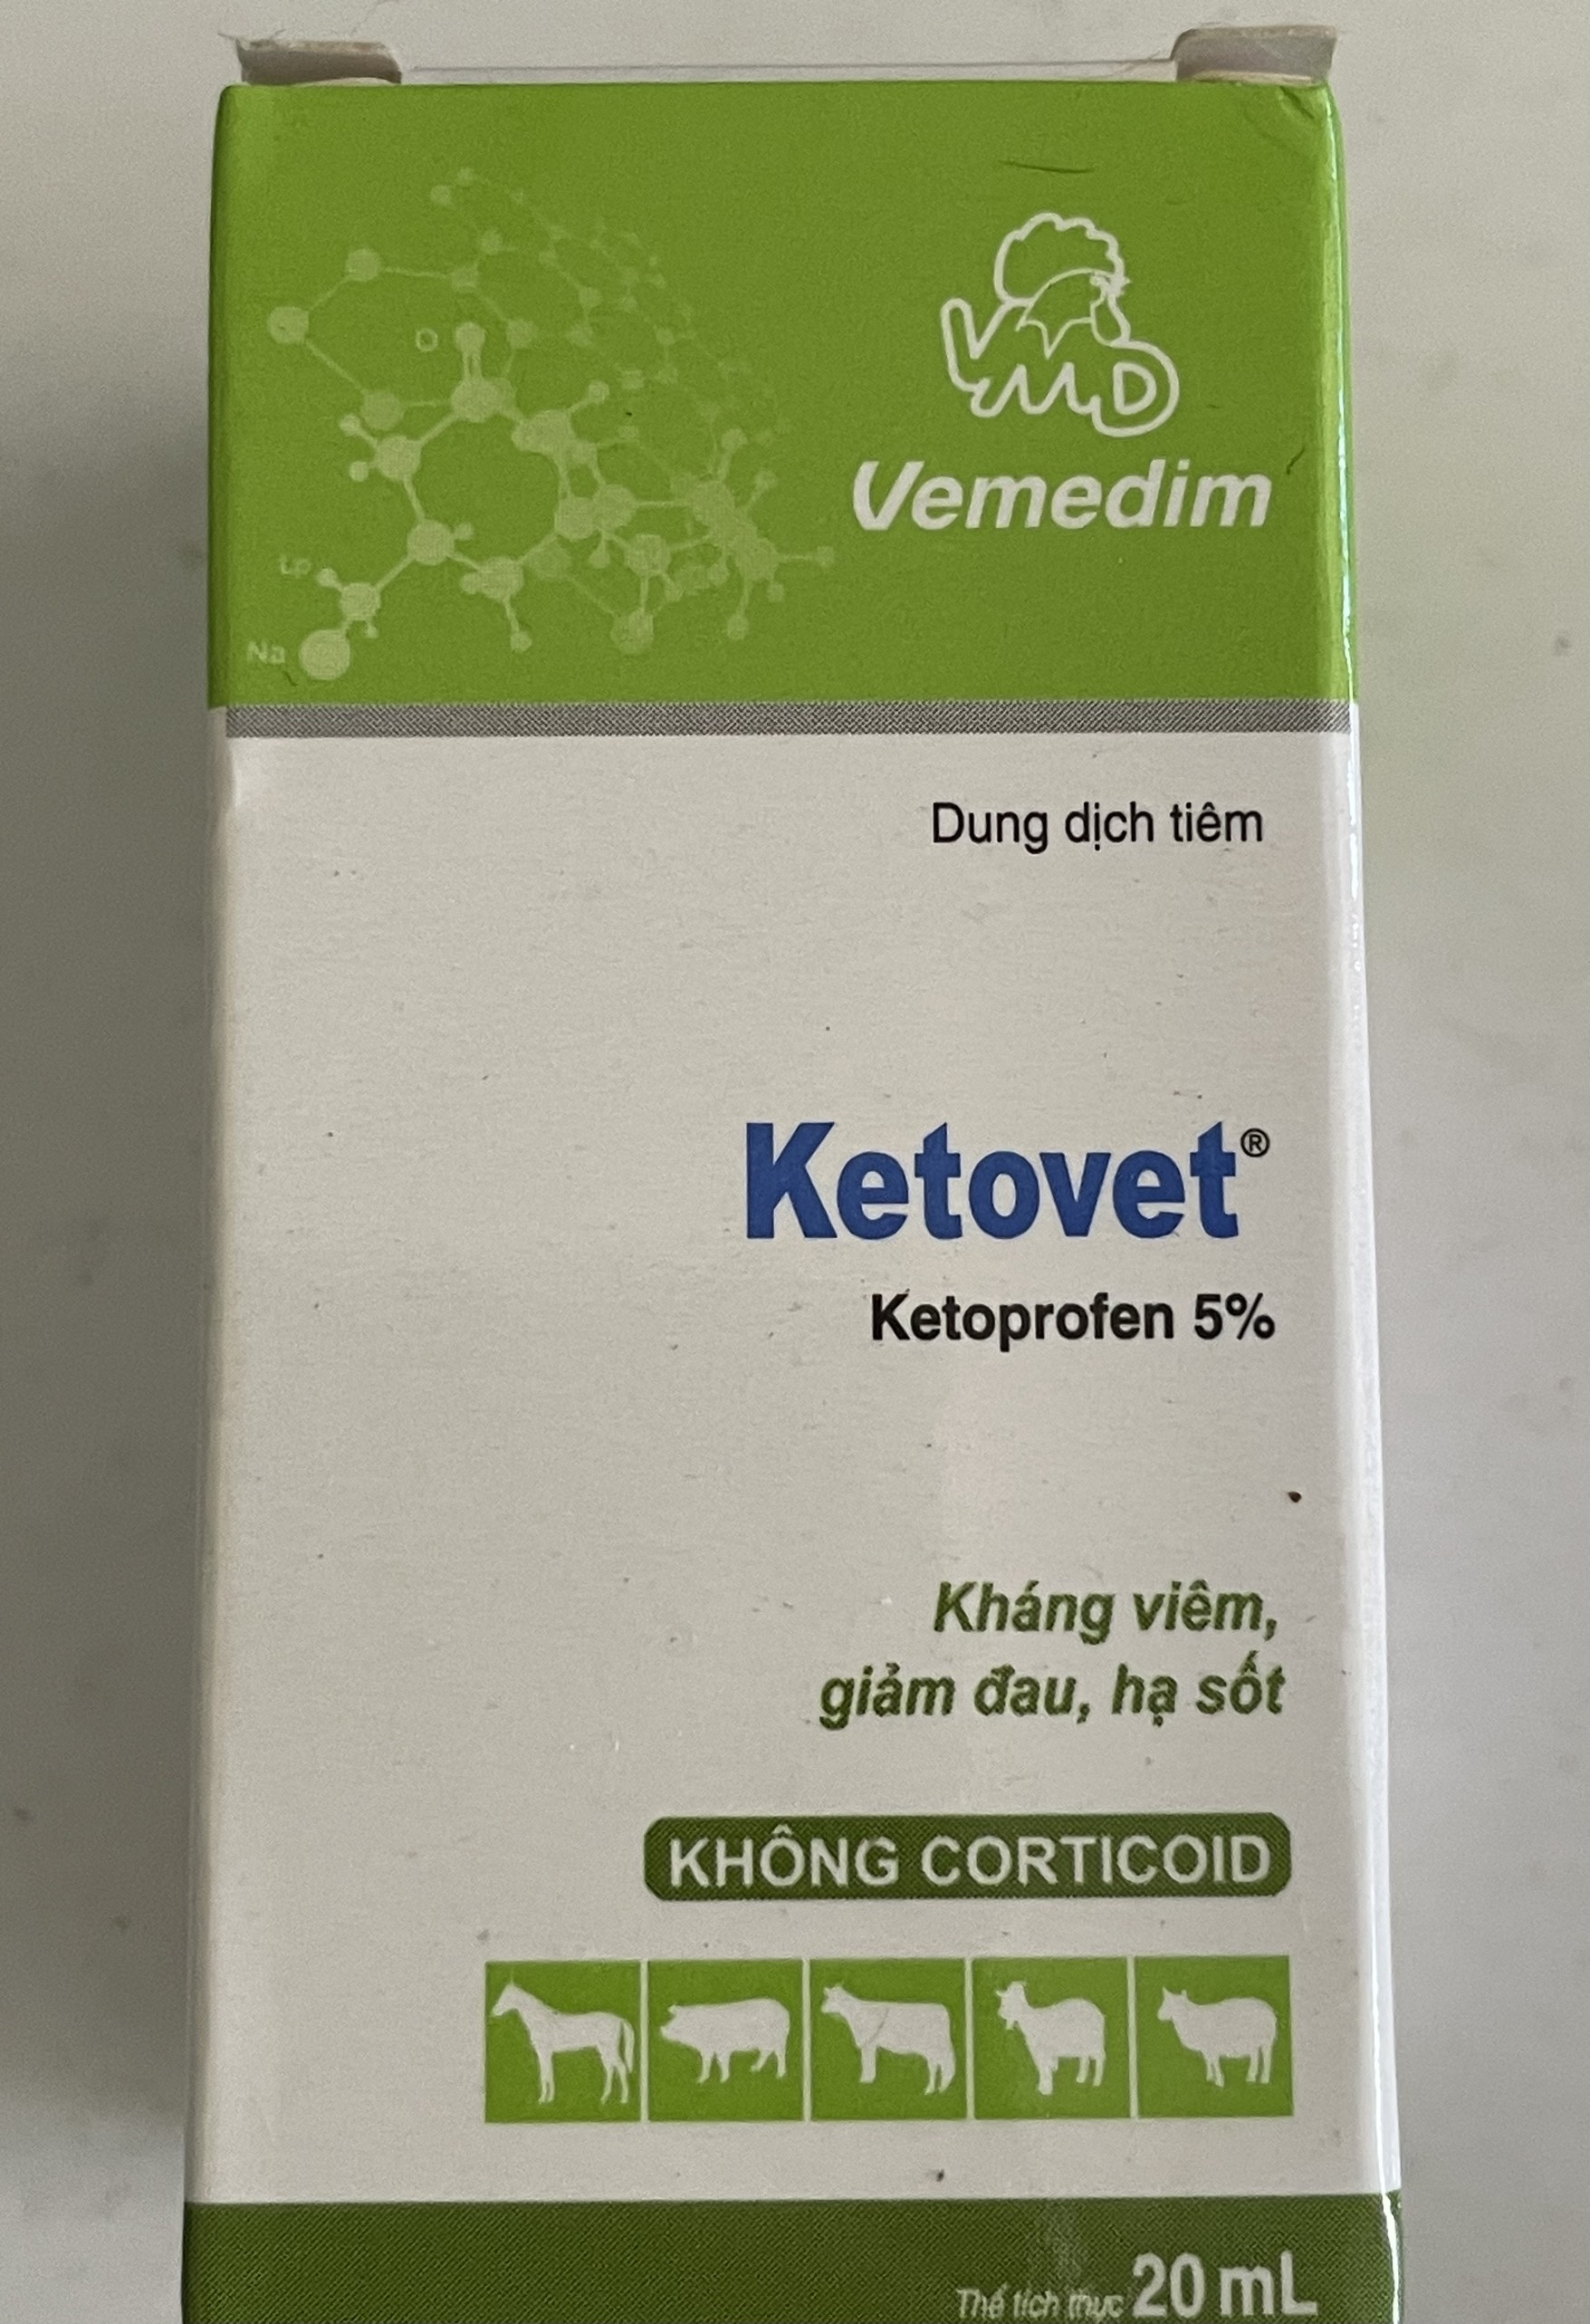 VMD
Vemedim
O
Na
Dung dịch tiêm
Ketovet®
Ketoprofen 5%
Kháng viêm,
giảm đau, hạ sốt
KHÔNG CORTICOID
Thể tích thực 20 mL